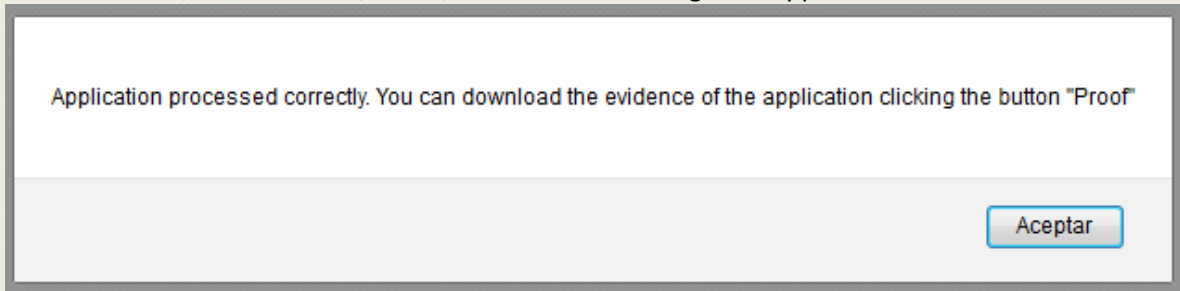 Application processed correctly. You can download the evidence of the application clicking the button "Proof"
Aceptar